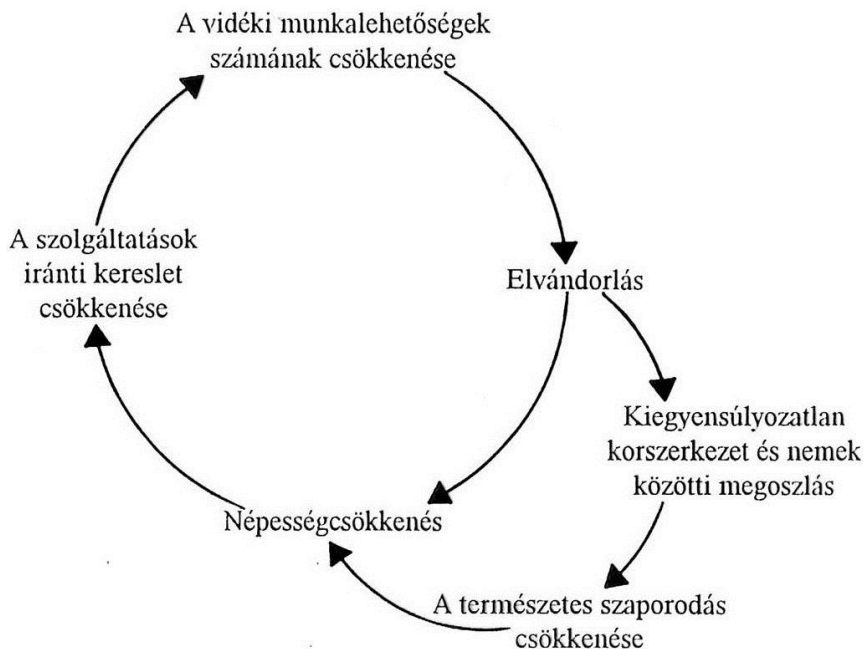 A vidéki munkalehetőségek
számának csökkenése
A szolgáltatások
iránti kereslet
csökkenése
Elvándorlás
Kiegyensúlyozatlan
korszerkezet és nemek
közötti megoszlás
Népességcsökkenés
A természetes szaporodás
csökkenése